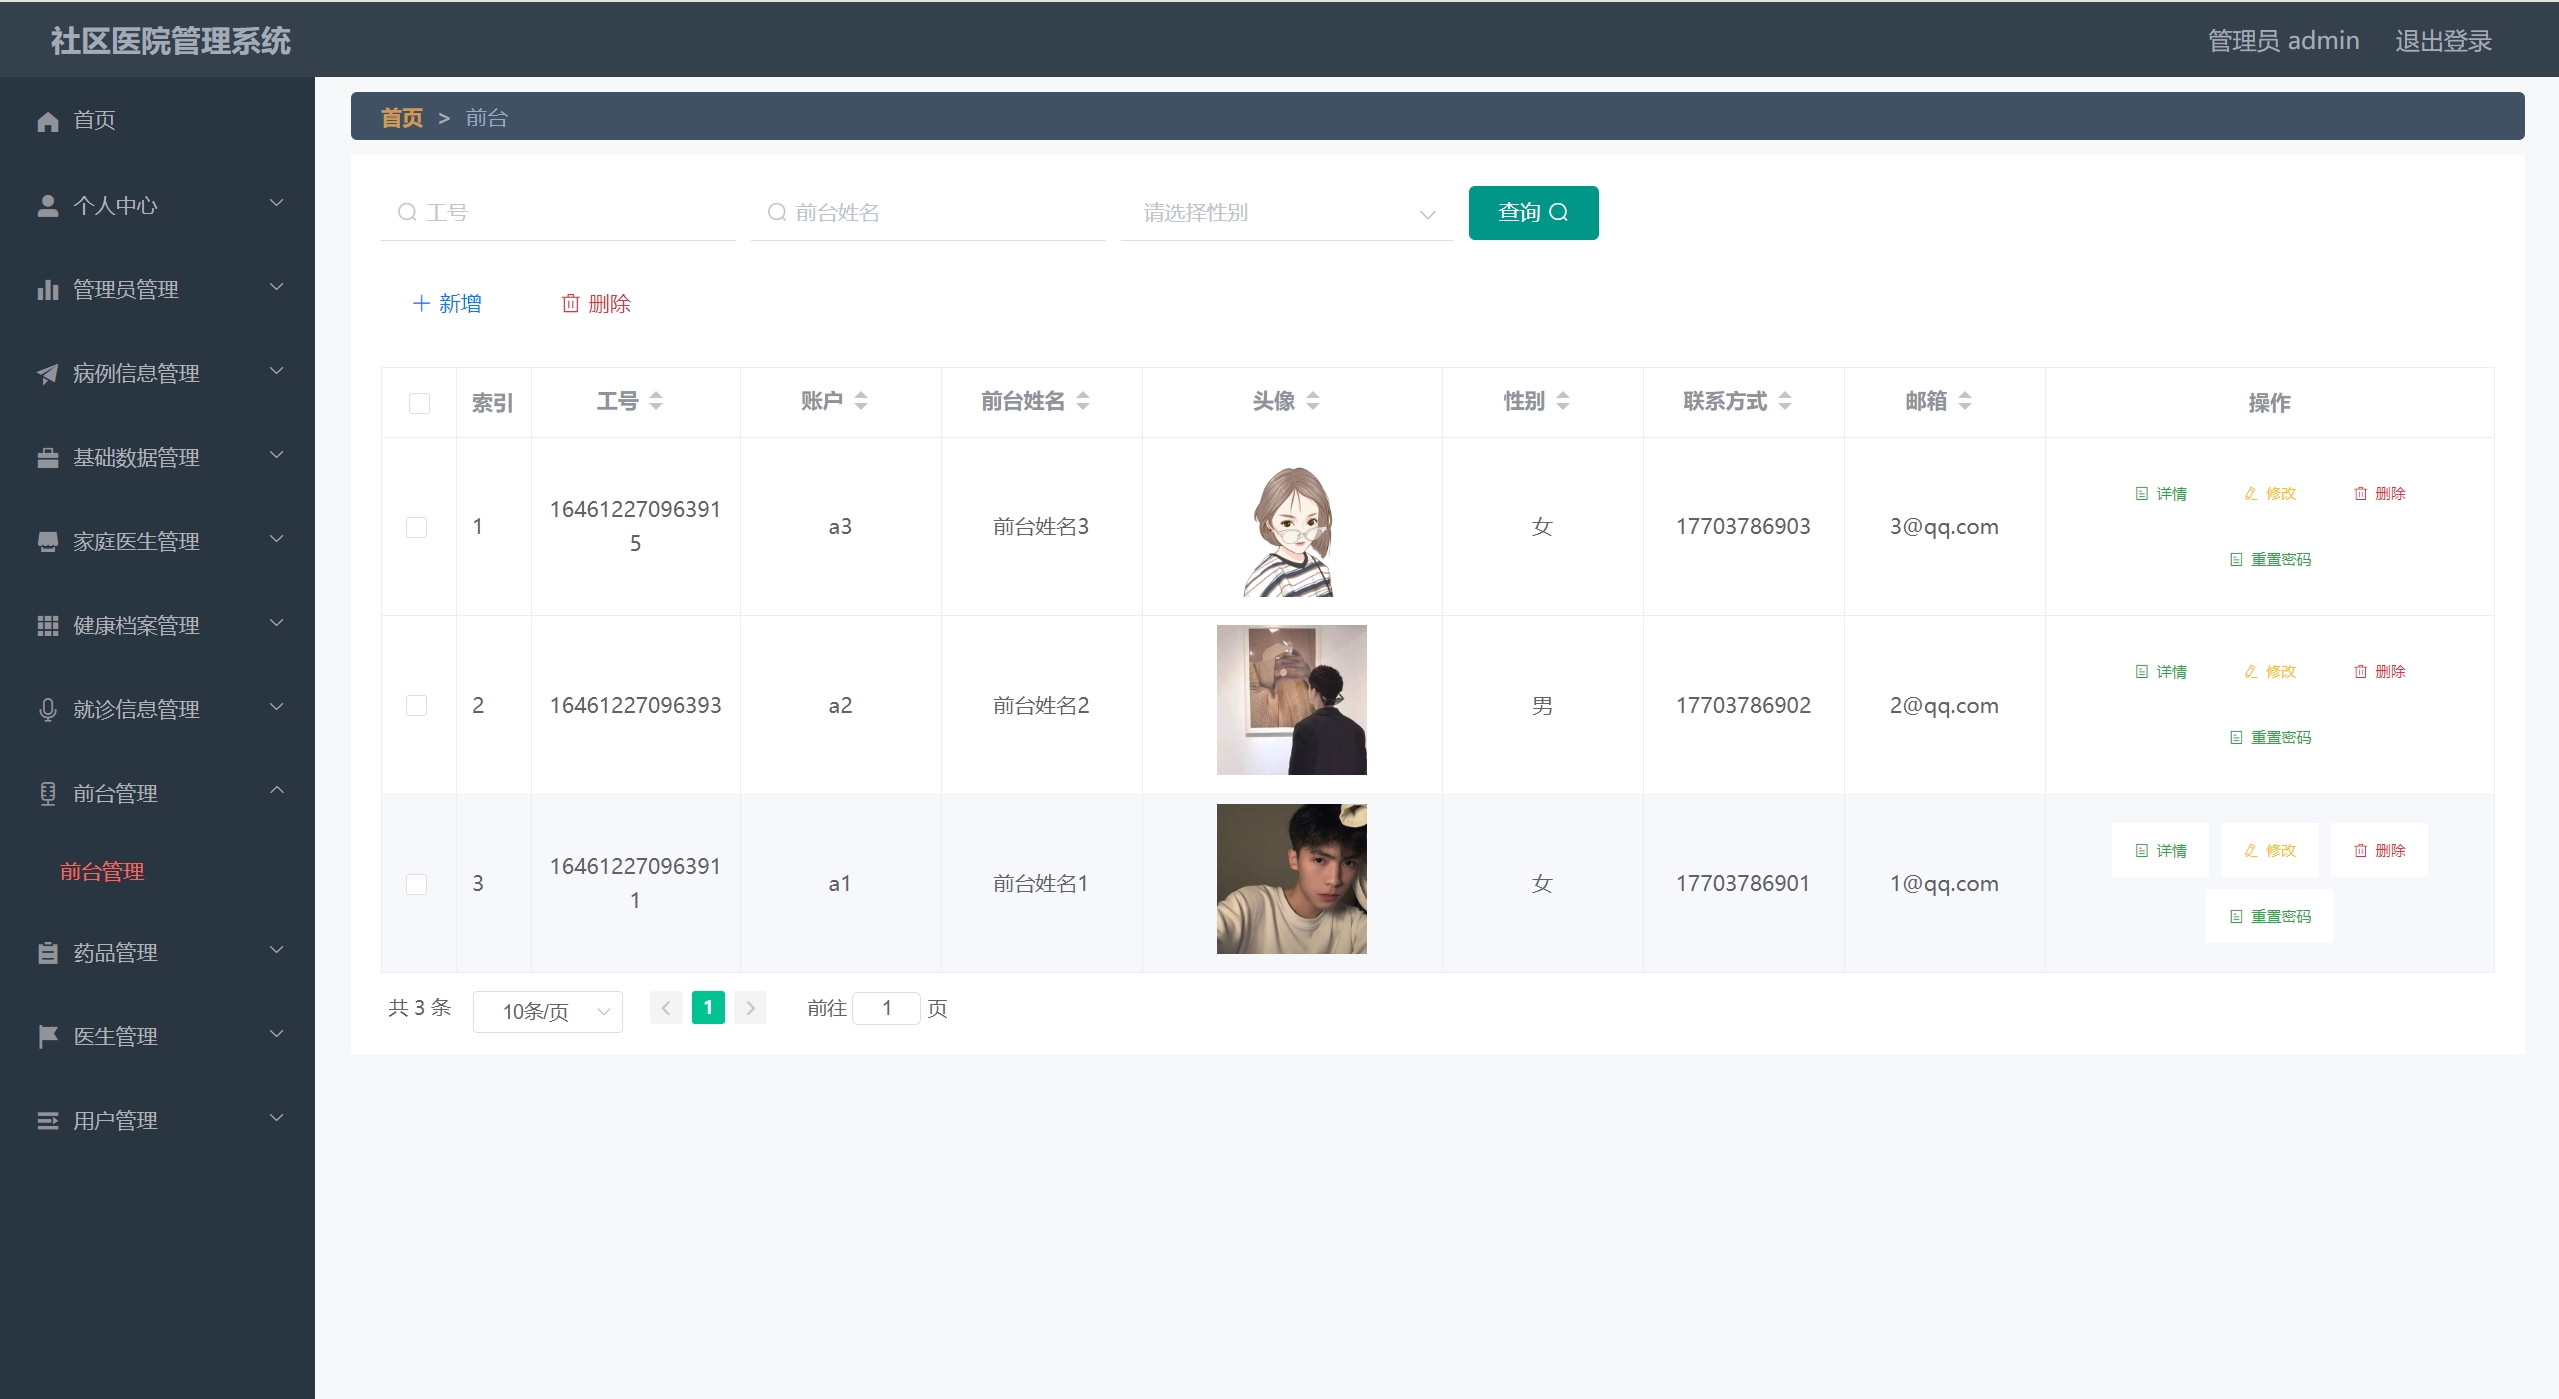 社区医院管理系统
管理员 admin 退出登录
首页
个人中心
管理员管理
病例信息管理
基础数据管理
家庭医生管理
健康档案管理
就诊信息管理
前台管理
前台管理
药品管理
医生管理
用户管理
首页 > 前台
工号 前台姓名 请选择性别 查询
新增 删除
索引 工号 账户 前台姓名 头像 性别 联系方式 邮箱 操作
1 16461227096391
5 a3 前台姓名3 女 17703786903 3@qq.com 详情 修改 删除
重置密码
2 16461227096393 a2 前台姓名2 男 17703786902 2@qq.com 详情 修改 删除
重置密码
3 16461227096391
1 a1 前台姓名1 女 17703786901 1@qq.com 详情 修改 删除
重置密码
共 3 条 10条/页 1 前往 1 页